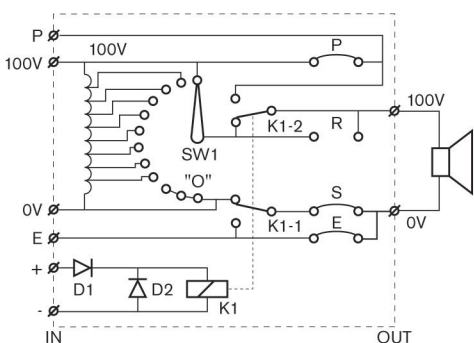 P
100V
100V
P
100V
K1-2
R
SW1
"O"
S
0V
K1-1
0V
E
E
+
D1
D2
K1
-
IN
OUT